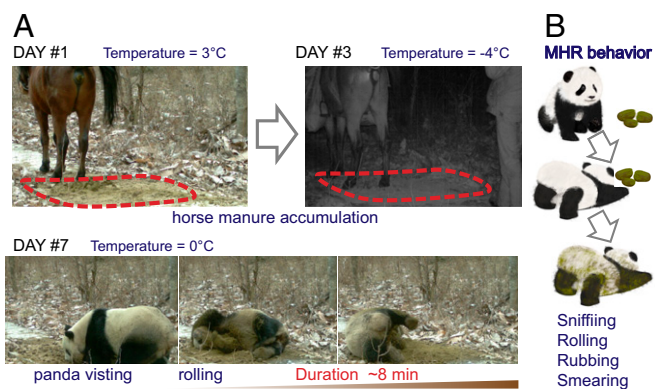 A
DAY #1 Temperature = 3°C
DAY #3 Temperature = -4°C
horse manure accumulation
DAY #7 Temperature = 0°C
panda visting rolling Duration ~8 min
B
MHR behavior
Sniffiing
Rolling
Rubbing
Smearing